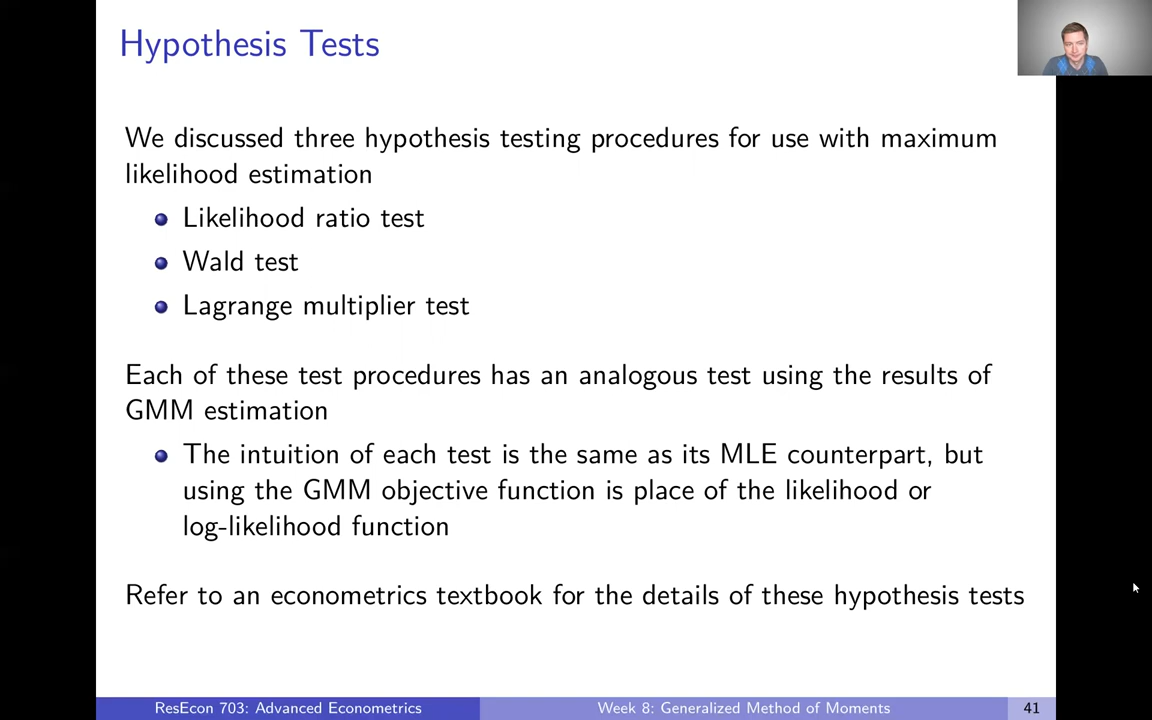 Hypothesis Tests
We discussed three hypothesis testing procedures for use with maximum
likelihood estimation
Likelihood ratio test
Wald test
Lagrange multiplier test
Each of these test procedures has an analogous test using the results of
GMM estimation
The intuition of each test is the same as its MLE counterpart, but
using the GMM objective function is place of the likelihood or
log-likelihood function
Refer to an econometrics textbook for the details of these hypothesis tests
ResEcon 703: Advanced Econometrics
Week 8: Generalized Method of Moments
41